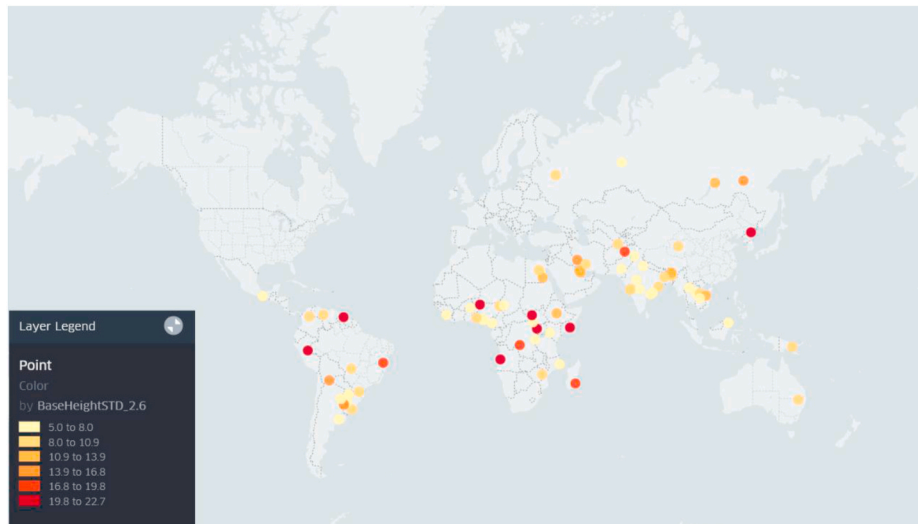 Layer Legend
Point
Color
by BaseHeightSTD_2.6
5.0 to 8.0
8.0 to 10.9
10.9 to 13.9
13.9 to 16.8
16.8 to 19.8
19.8 to 22.7